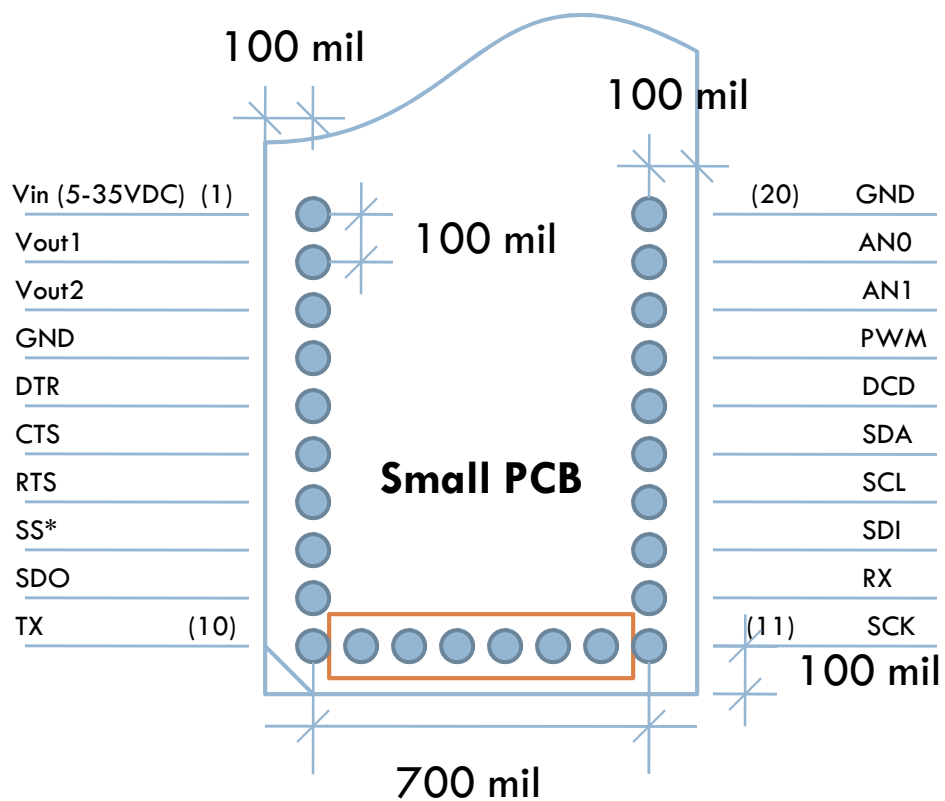 100 mil
100 mil
Vin (5-35VDC) (1)
(20) GND
Vout1
100 mil
AN0
Vout2
AN1
GND
PWM
DTR
DCD
CTS
SDA
RTS
Small PCB
SCL
SS*
SDI
SDO
RX
TX (10)
(11) SCK
100 mil
700 mil